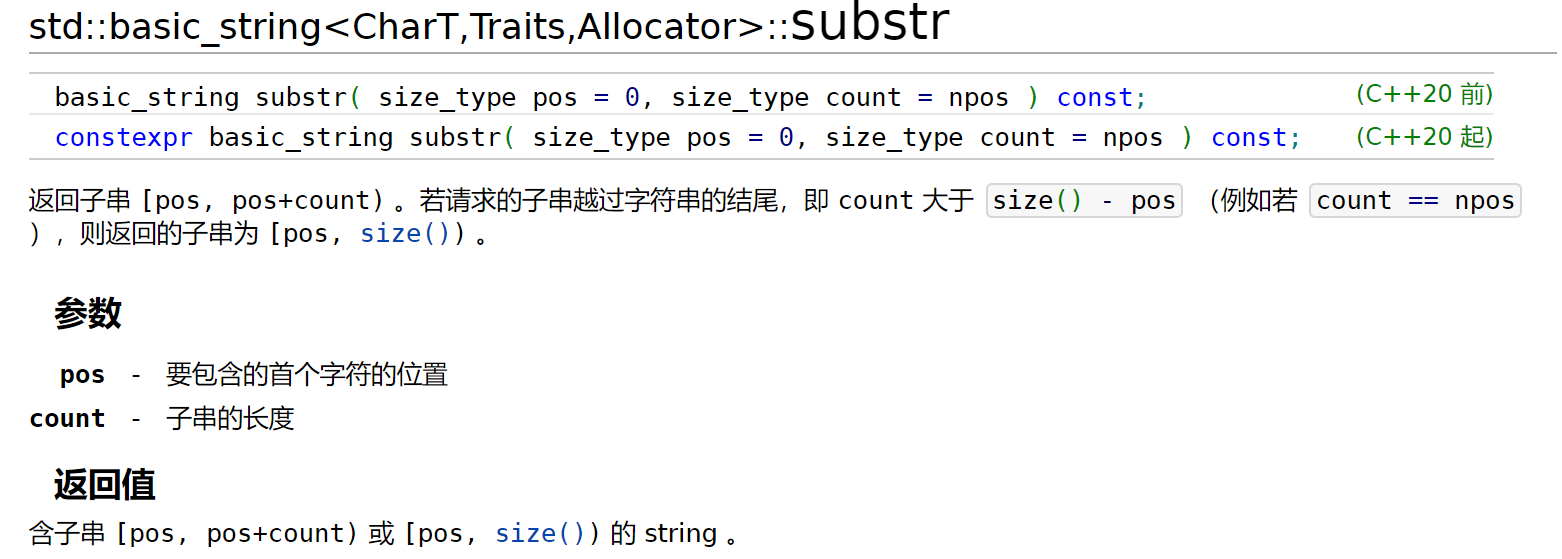 std::basic_string<CharT,Traits,Allocator>::substr
basic_string substr( size_type pos = 0, size_type count = npos ) const; (C++20 前)
constexpr basic_string substr( size_type pos = 0, size_type count = npos ) const; (C++20 起)
返回子串 [pos, pos+count) 。若请求的子串越过字符串的结尾，即 count 大于 size() - pos （例如若 count == npos
），则返回的子串为 [pos, size()) 。
参数
pos - 要包含的首个字符的位置
count - 子串的长度
返回值
含子串 [pos, pos+count) 或 [pos, size()) 的 string 。